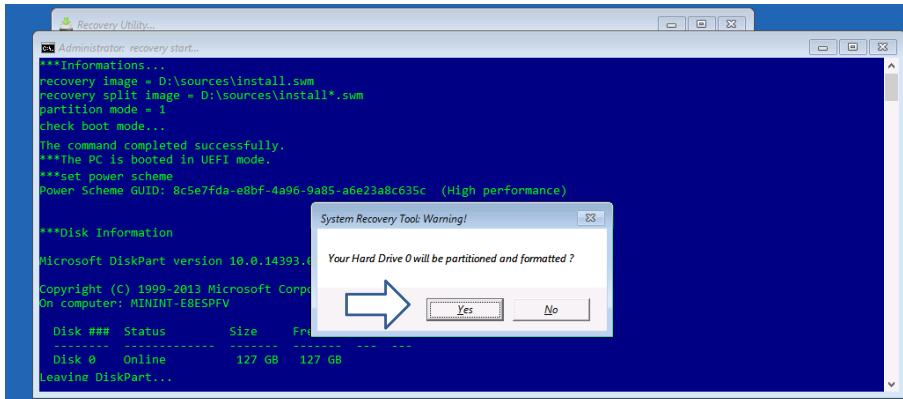 Recovery Utility...
Administrator: recovery start...
***Informations...
recovery image = D:\sources\install.swm
recovery split image = D:\sources\install*.swm
partition mode = 1
check boot mode...
The command completed successfully.
***The PC is booted in UEFI mode.
***set power scheme
Power Scheme GUID: 8c5e7fda-e8bf-4a96-9a85-a6e23a8c635c (High performance)
***Disk Information
Microsoft DiskPart version 10.0.14393.0
Copyright (C) 1999-2013 Microsoft Corpo
On computer: MININT-E8ESPFV
Disk ### Status Size Fre
-------- ------------- ------- ------- --- ---
Disk 0 Online 127 GB 127 GB
Leaving DiskPart...
System Recovery Tool: Warning!
Your Hard Drive 0 will be partitioned and formatted ?
Yes
No